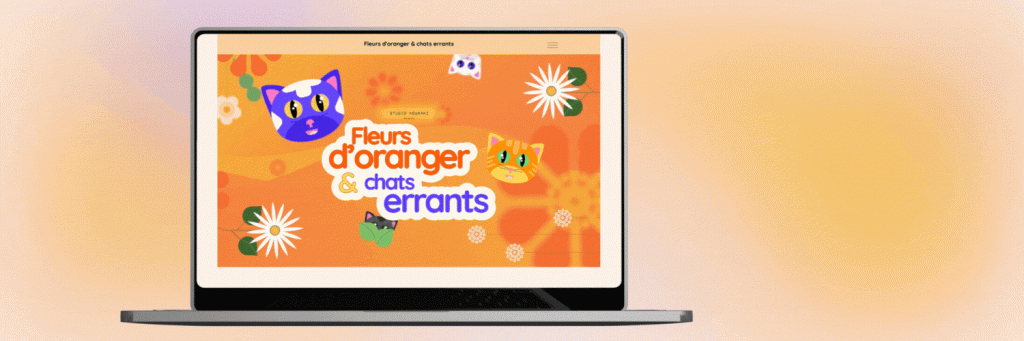 Fleurs d'oranger & chats errants
Fleurs
d'oranger
& chats
errants